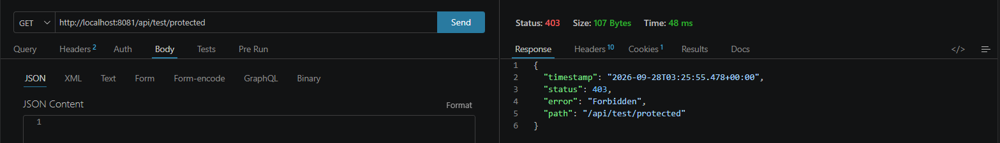 GET http://localhost:8081/api/test/protected Send
Query Headers 2 Auth Body Tests Pre Run
JSON XML Text Form Form-encode GraphQL Binary
JSON Content Format
1
Status: 403 Size: 107 Bytes Time: 48 ms
Response Headers 10 Cookies 1 Results Docs </>
1 {
2 "timestamp": "2026-09-28T03:25:55.478+00:00",
3 "status": 403,
4 "error": "Forbidden",
5 "path": "/api/test/protected"
6 }